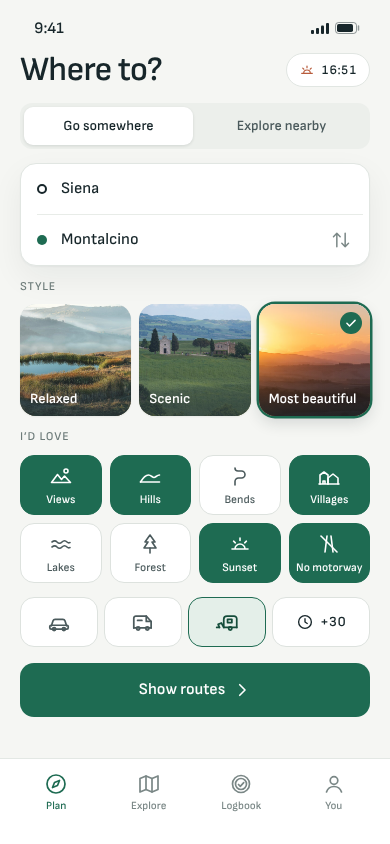 9:41
Where to?
16:51
Go somewhere
Explore nearby
Siena
Montalcino
STYLE
Relaxed
Scenic
Most beautiful
I'D LOVE
Views
Hills
Bends
Villages
Lakes
Forest
Sunset
No motorway
+30
Show routes
Plan
Explore
Logbook
You